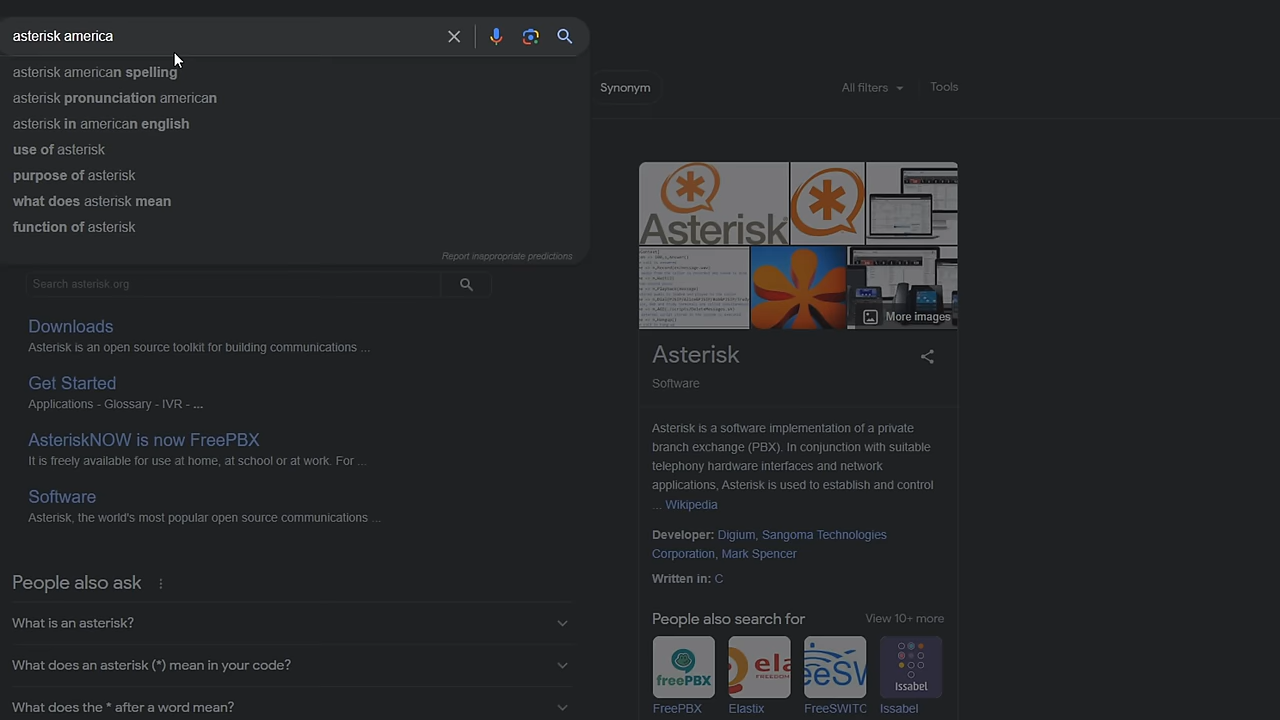 asterisk america
asterisk american spelling
asterisk pronunciation american
asterisk in american english
use of asterisk
purpose of asterisk
what does asterisk mean
function of asterisk
Report inappropriate predictions
Synonym
All filters
Tools
Search asterisk.org
Downloads
Asterisk is an open source toolkit for building communications ...
Get Started
Applications - Glossary - IVR - ...
AsteriskNOW is now FreePBX
It is freely available for use at home, at school or at work. For ...
Software
Asterisk, the world's most popular open source communications ...
People also ask
What is an asterisk?
What does an asterisk (*) mean in your code?
What does the * after a word mean?
Asterisk
More images
Asterisk
Software
Asterisk is a software implementation of a private
branch exchange (PBX). In conjunction with suitable
telephony hardware interfaces and network
applications, Asterisk is used to establish and control
... Wikipedia
Developer: Digium, Sangoma Technologies
Corporation, Mark Spencer
Written in: C
People also search for
View 10+ more
freePBX
ela
FREEDOM
eeSW
Issabel
FreePBX
Elastix
FreeSWITC
Issabel